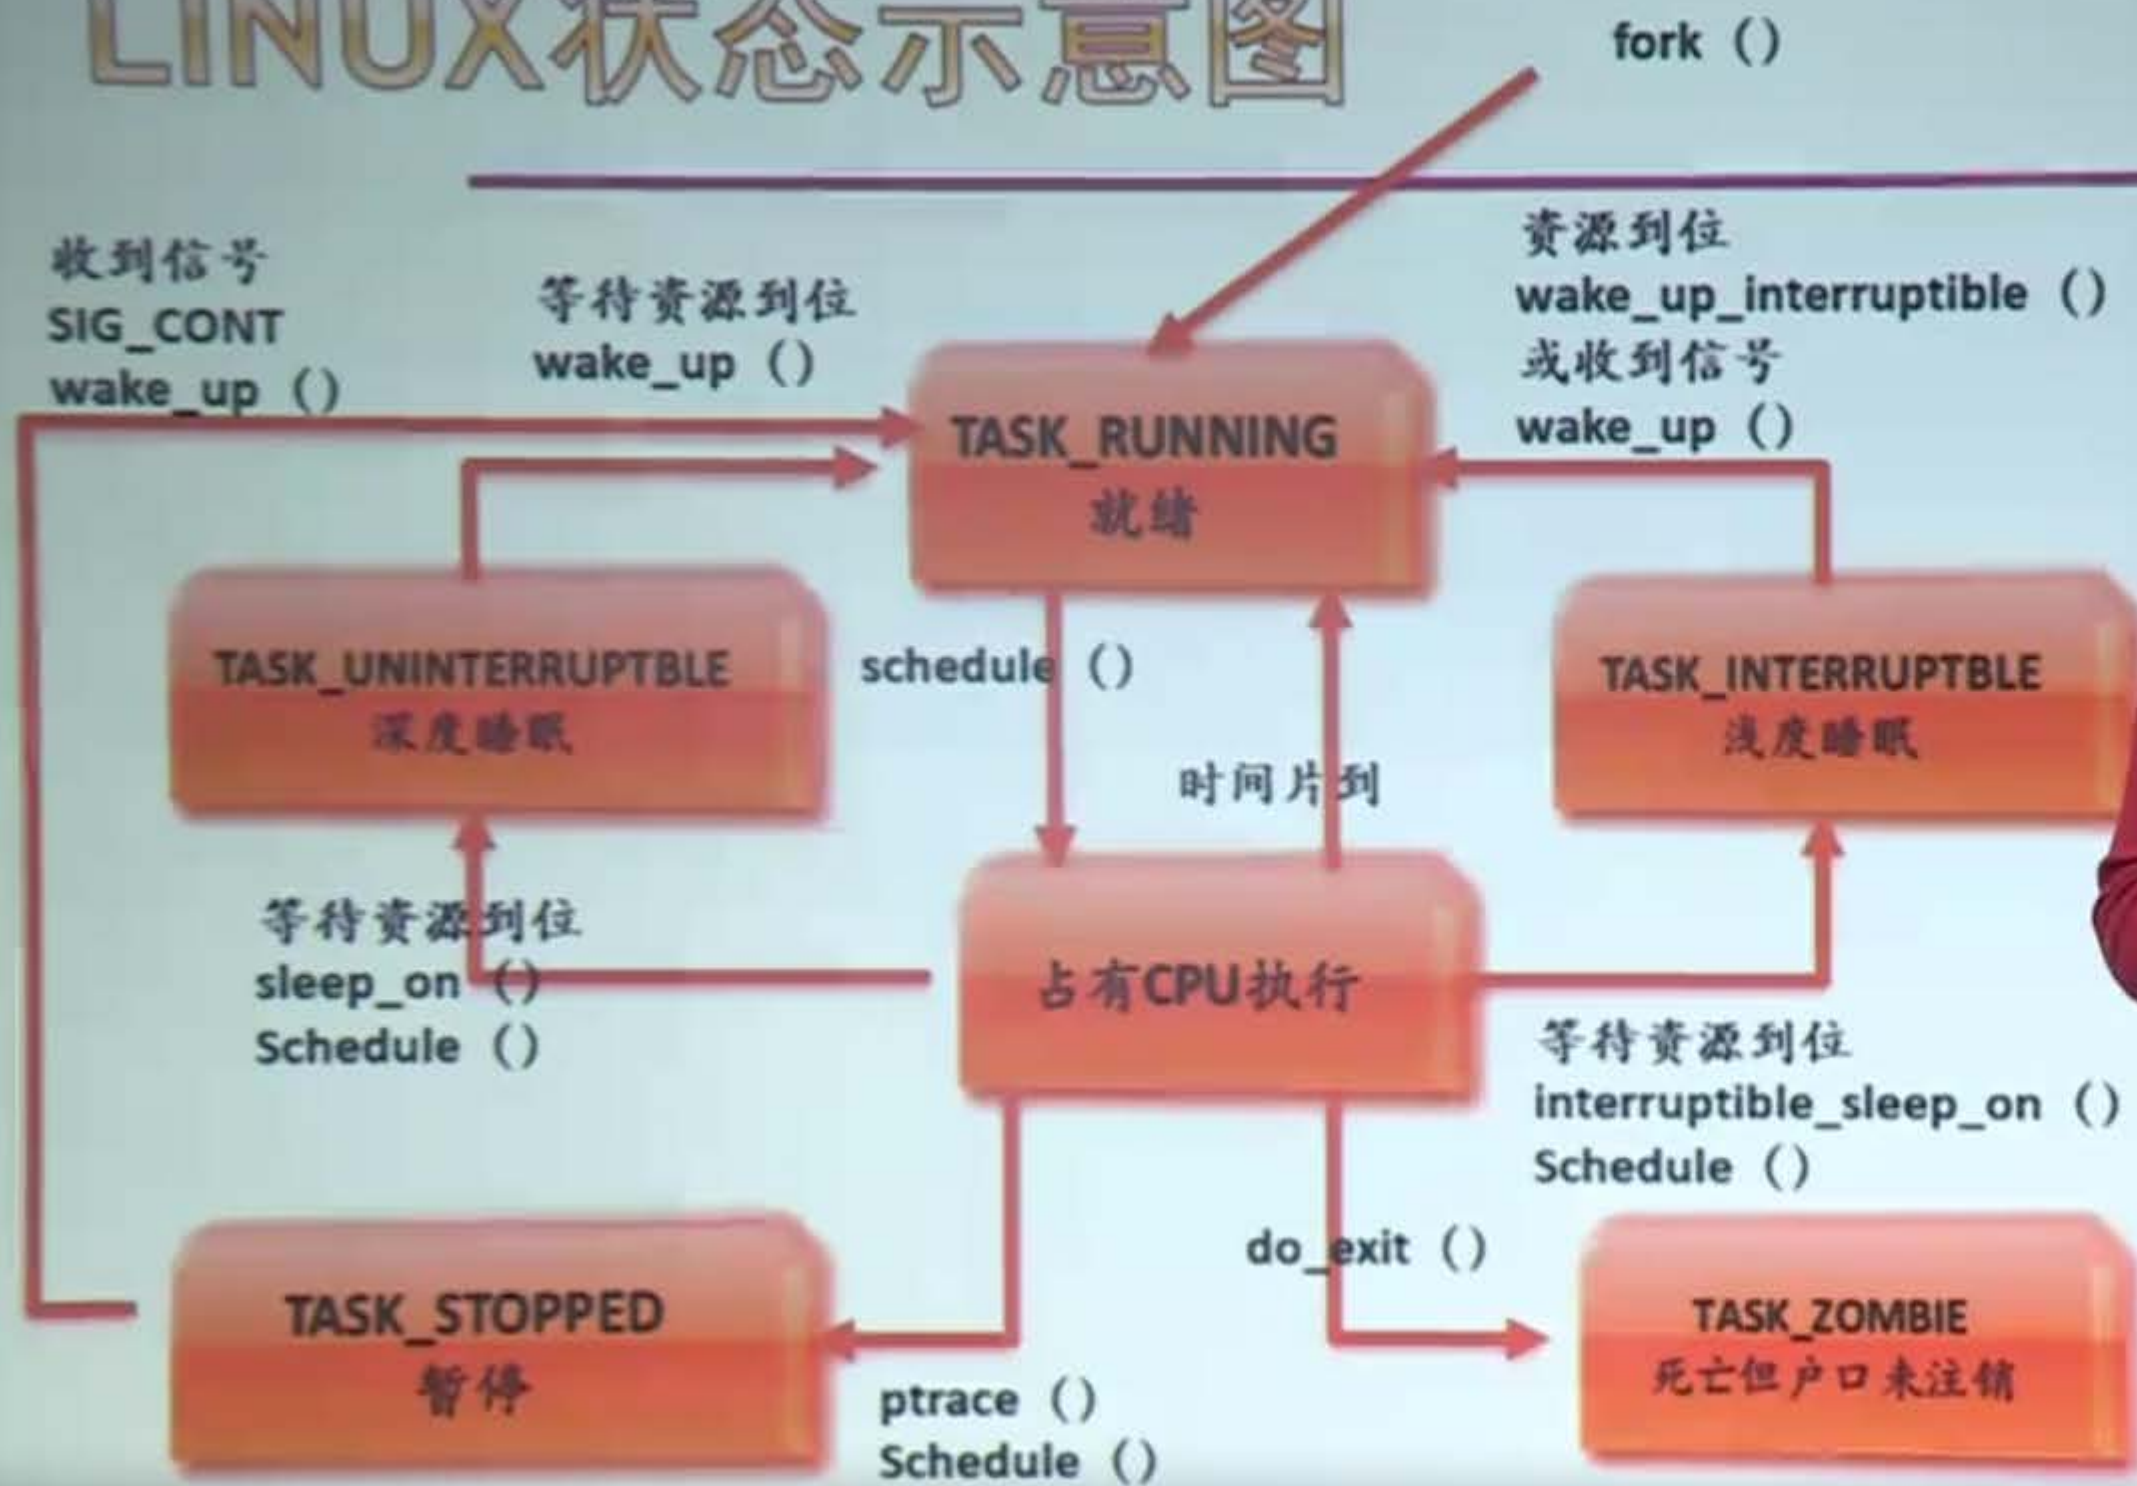 LINUX状态示意图
fork（）
收到信号
SIG_CONT
wake_up（）
等待资源到位
wake_up（）
资源到位
wake_up_interruptible（）
或收到信号
wake_up（）
TASK_RUNNING
就绪
TASK_UNINTERRUPTBLE
深度睡眠
schedule（）
时间片到
TASK_INTERRUPTBLE
浅度睡眠
等待资源到位
sleep_on（）
Schedule（）
占有CPU执行
等待资源到位
interruptible_sleep_on（）
Schedule（）
do_exit（）
TASK_STOPPED
暂停
ptrace（）
Schedule（）
TASK_ZOMBIE
死亡但户口未注销